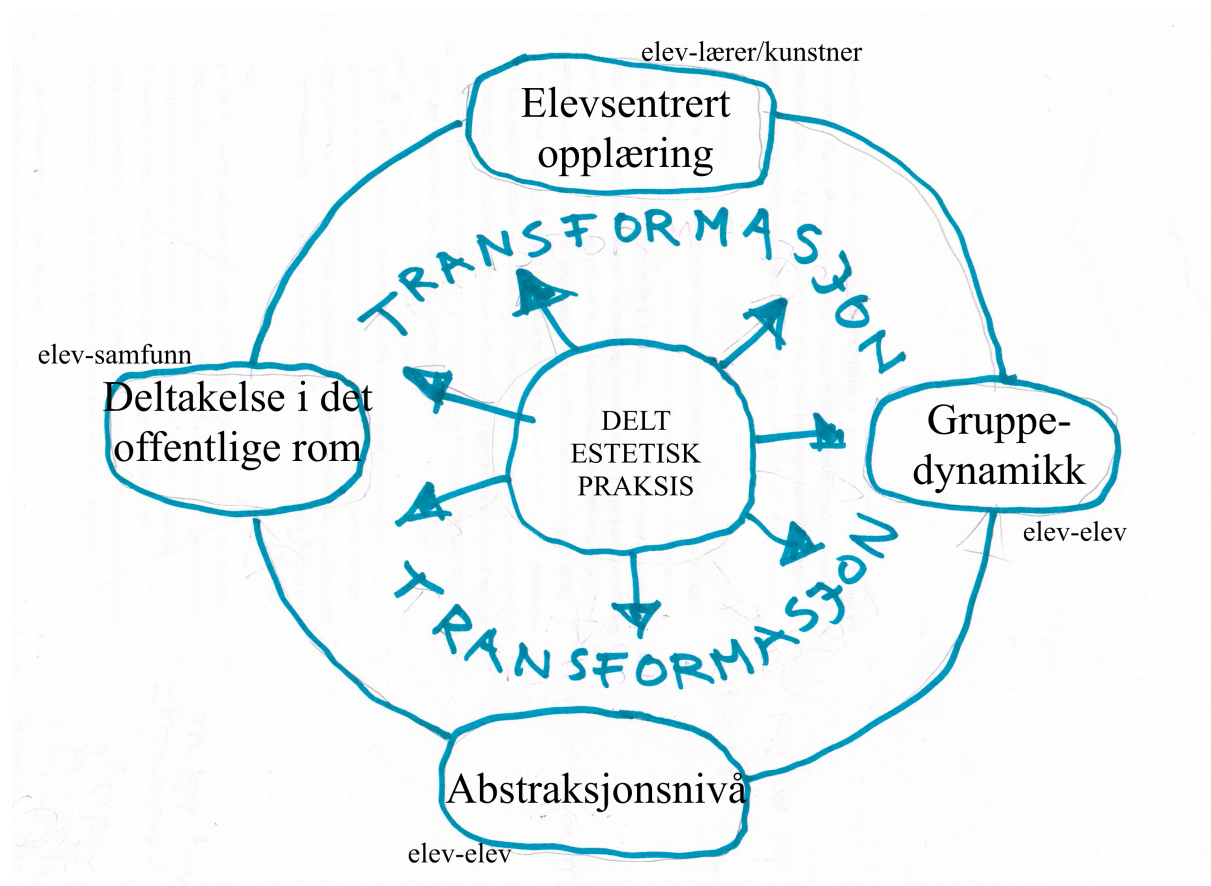 elev-lærer/kunstner
Elevsentrert
opplæring
TRANSFORMASJON
elev-samfunn
Deltakelse i det
offentlige rom
DELT
ESTETISK
PRAKSIS
Gruppe-
dynamikk
elev-elev
TRANSFORMASJON
Abstraksjonsnivå
elev-elev